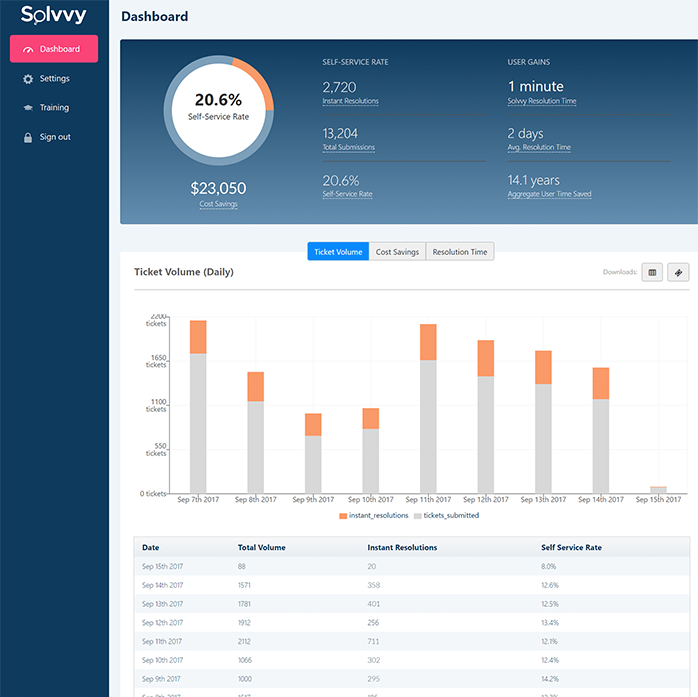 Solvvy
Dashboard
Settings
Training
Sign out
Dashboard
20.6%
Self-Service Rate
$23,050
Cost Savings
SELF-SERVICE RATE
2,720
Instant Resolutions
13,204
Total Submissions
20.6%
Self-Service Rate
USER GAINS
1 minute
Solvvy Resolution Time
2 days
Avg. Resolution Time
14.1 years
Aggregate User Time Saved
Ticket Volume Cost Savings Resolution Time
Ticket Volume (Daily)
Downloads:
2200
tickets
1650
tickets
1100
tickets
550
tickets
0 tickets
Sep 7th 2017 Sep 8th 2017 Sep 9th 2017 Sep 10th 2017 Sep 11th 2017 Sep 12th 2017 Sep 13th 2017 Sep 14th 2017 Sep 15th 2017
instant_resolutions tickets_submitted
Date Total Volume Instant Resolutions Self Service Rate
Sep 15th 2017 88 20 8.0%
Sep 14th 2017 1571 358 12.6%
Sep 13th 2017 1781 401 12.5%
Sep 12th 2017 1912 256 13.4%
Sep 11th 2017 2112 711 12.1%
Sep 10th 2017 1066 302 12.4%
Sep 9th 2017 1000 295 14.2%